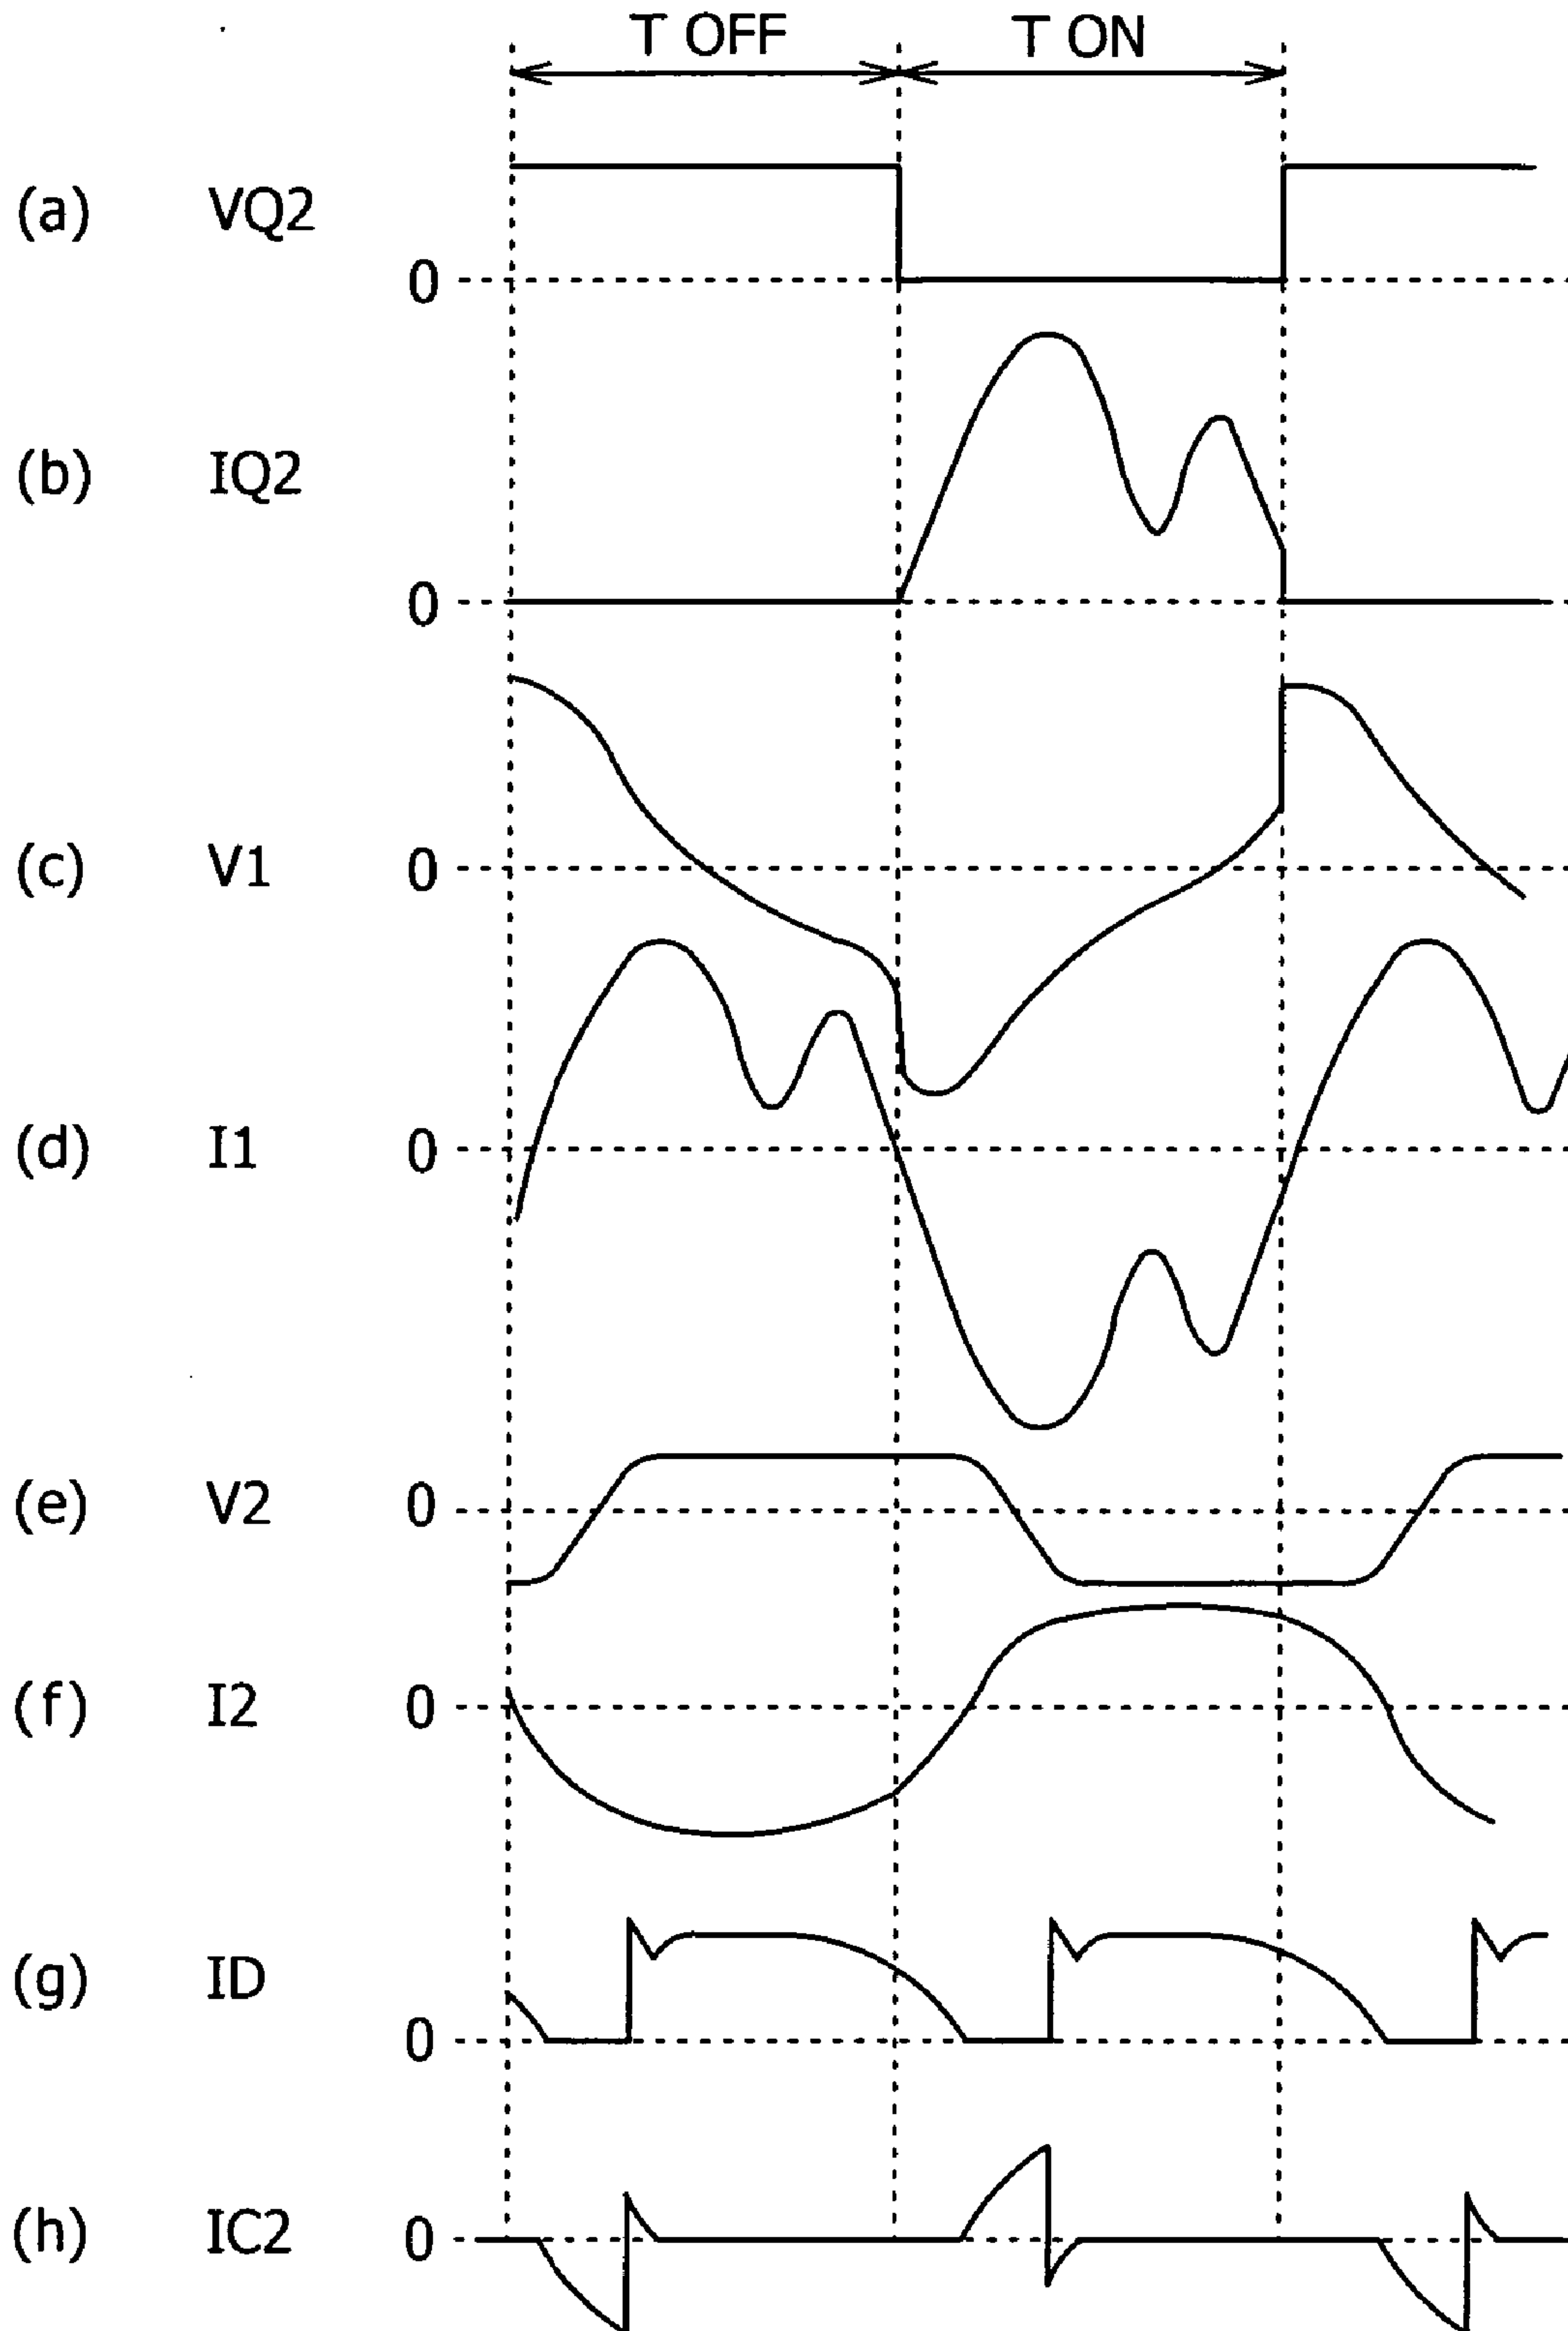 T OFF T ON
(a) VQ2
0
(b) IQ2
0
(c) V1 0
(d) I1 0
(e) V2 0
(f) I2 0
(g) ID
0
(h) IC2 0